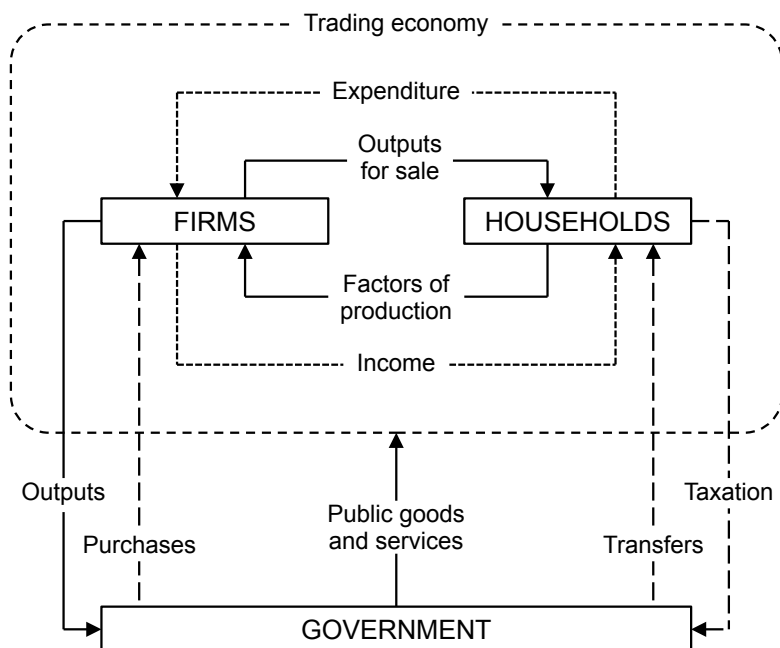 Trading economy
Expenditure
Outputs
for sale
FIRMS
HOUSEHOLDS
Factors of
production
Income
Outputs
Purchases
Public goods
and services
Transfers
Taxation
GOVERNMENT